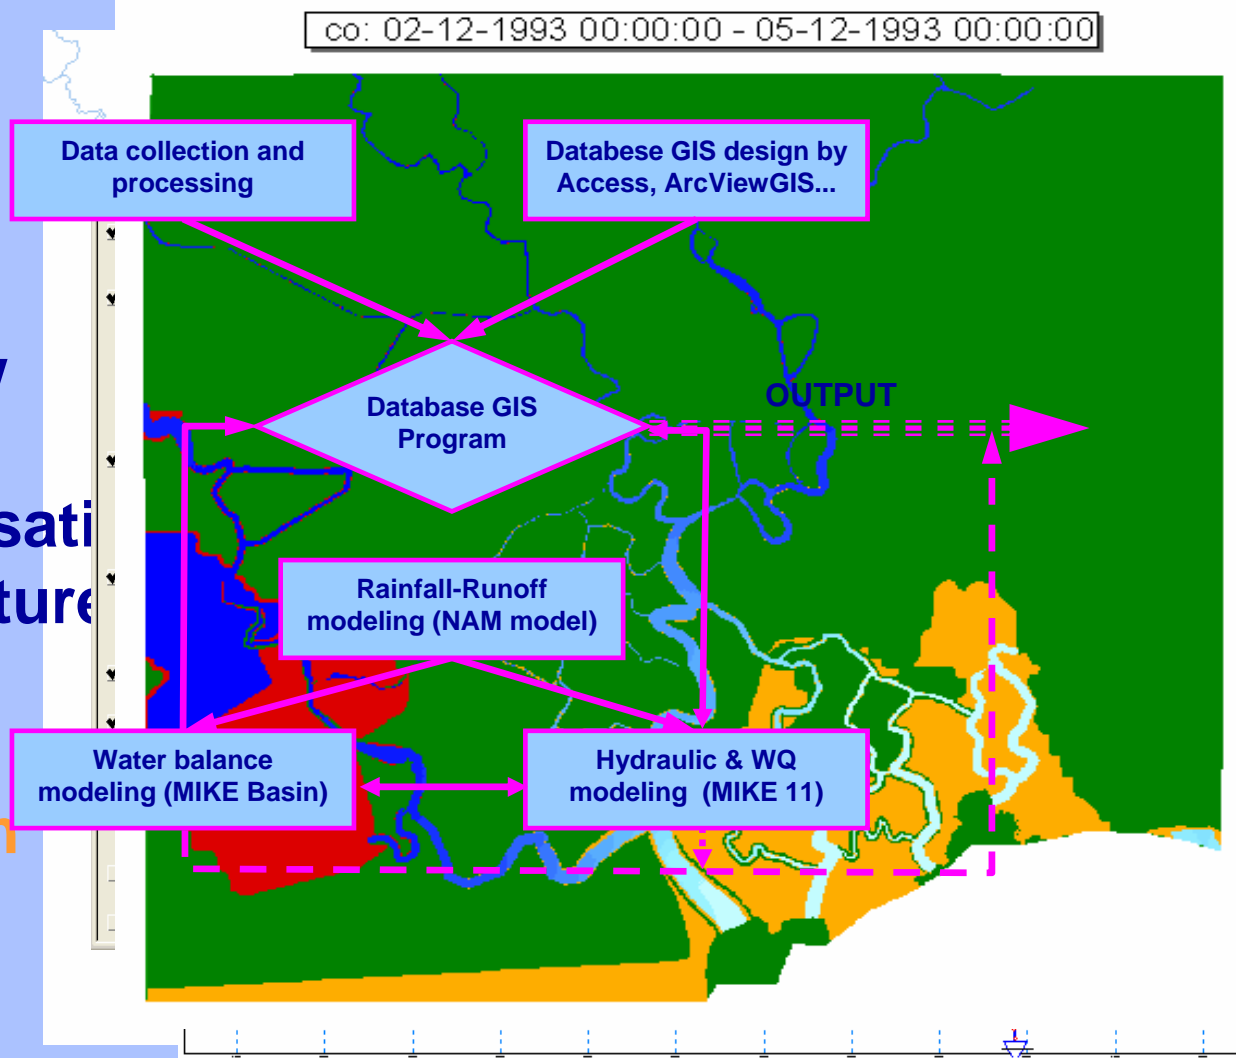 co: 02-12-1993 00:00:00 - 05-12-1993 00:00:00
Data collection and
processing
Databese GIS design by
Access, ArcViewGIS...
OUTPUT
Database GIS
Program
Rainfall-Runoff
modeling (NAM model)
Water balance
modeling (MIKE Basin)
Hydraulic & WQ
modeling (MIKE 11)